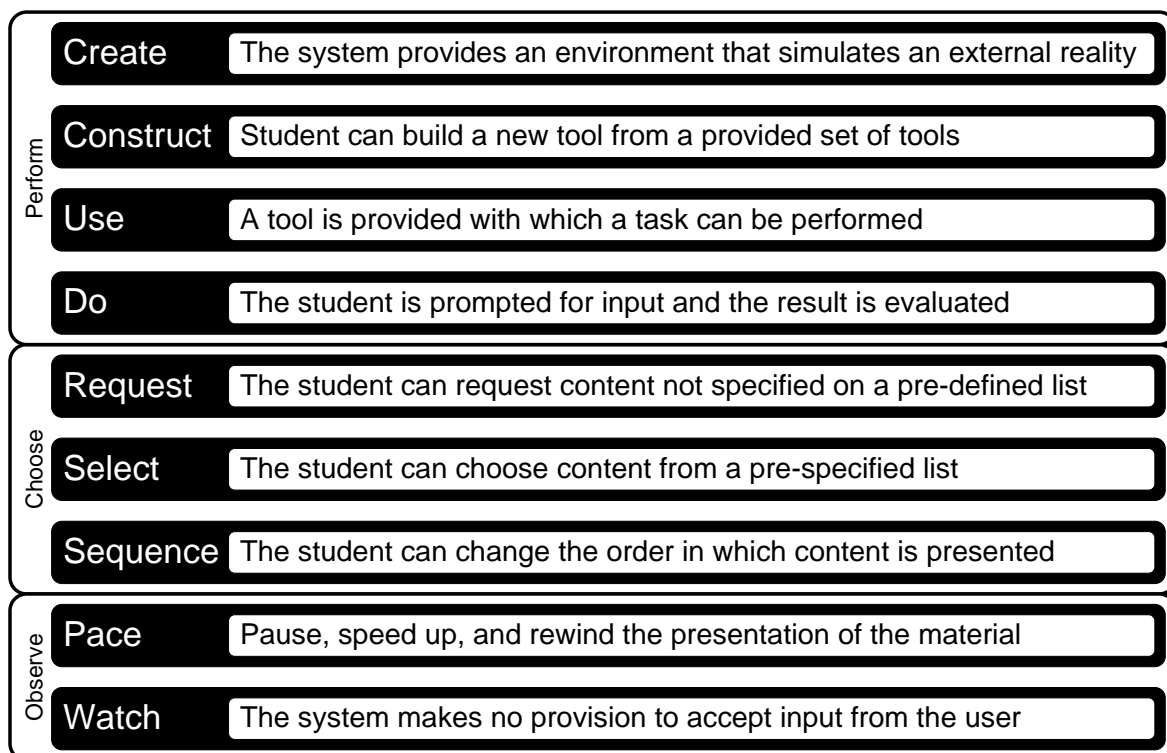 Perform
Create The system provides an environment that simulates an external reality
Construct Student can build a new tool from a provided set of tools
Use A tool is provided with which a task can be performed
Do The student is prompted for input and the result is evaluated
Choose
Request The student can request content not specified on a pre-defined list
Select The student can choose content from a pre-specified list
Sequence The student can change the order in which content is presented
Observe
Pace Pause, speed up, and rewind the presentation of the material
Watch The system makes no provision to accept input from the user